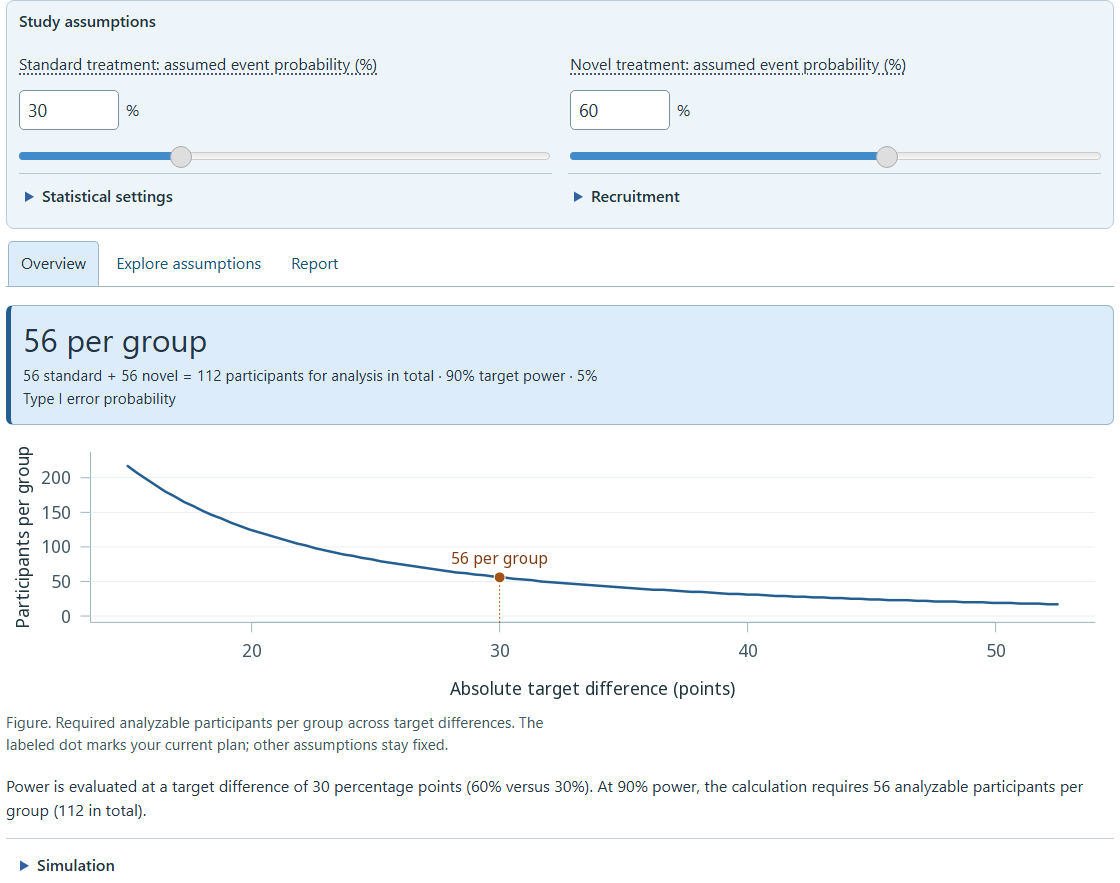 Study assumptions
Standard treatment: assumed event probability (%)
Novel treatment: assumed event probability (%)
30 %
60 %
Statistical settings
Recruitment
Overview
Explore assumptions
Report
56 per group
56 standard + 56 novel = 112 participants for analysis in total · 90% target power · 5%
Type I error probability
Participants per group
200
150
100
50
0
56 per group
20
30
40
50
Absolute target difference (points)
Figure. Required analyzable participants per group across target differences. The
labeled dot marks your current plan; other assumptions stay fixed.
Power is evaluated at a target difference of 30 percentage points (60% versus 30%). At 90% power, the calculation requires 56 analyzable participants per
group (112 in total).
Simulation